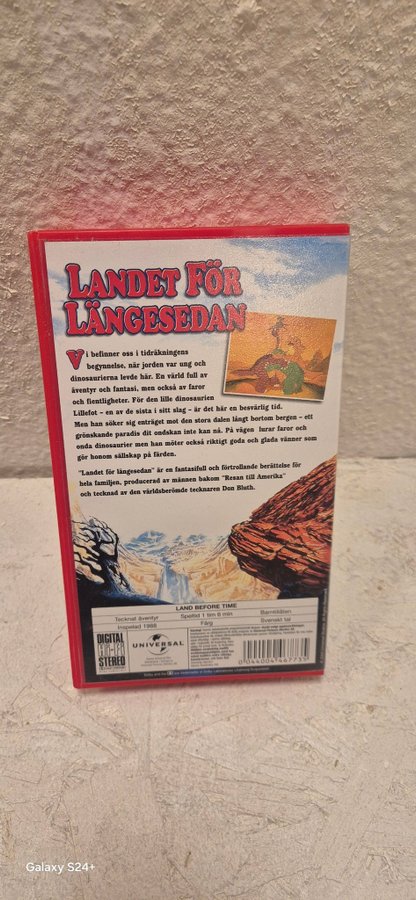 LANDET FÖR
LÄNGESEDAN
Vi befinner oss i tidräkningens
begynnelse, när jorden var ung och
dinosaurierna levde här. En värld full av
äventyr och fantasi, men också av faror
och fientligheter. För den lille dinosaurien
Lillefot - en av de sista i sitt slag - är det här en besvärlig tid.
Men han söker sig enträget mot den stora dalen långt bortom bergen - ett
grönskande paradis dit ondskan inte kan nå. På vägen lurar faror och
onda dinosaurier men han möter också riktigt goda och glada vänner som
gör honom sällskap på färden.
"Landet för längesedan" är en fantasifull och förtrollande berättelse för
hela familjen, producerad av männen bakom "Resan till Amerika"
och tecknad av den världsberömde tecknaren Don Bluth.
LAND BEFORE TIME
Tecknat äventyr
Speltid 1 tim 6 min
Barntillåten
Inspelad 1988
Färg
Svenskt tal
DIGITAL
Hi-Fi
STEREO
UNIVERSAL
0 044004 467735
Galaxy S24+